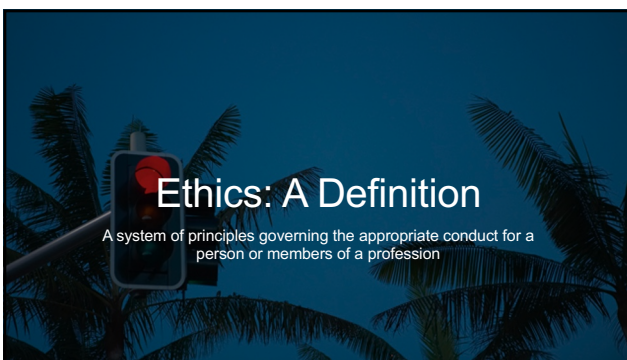 Ethics: A Definition
A system of principles governing the appropriate conduct for a
person or members of a profession